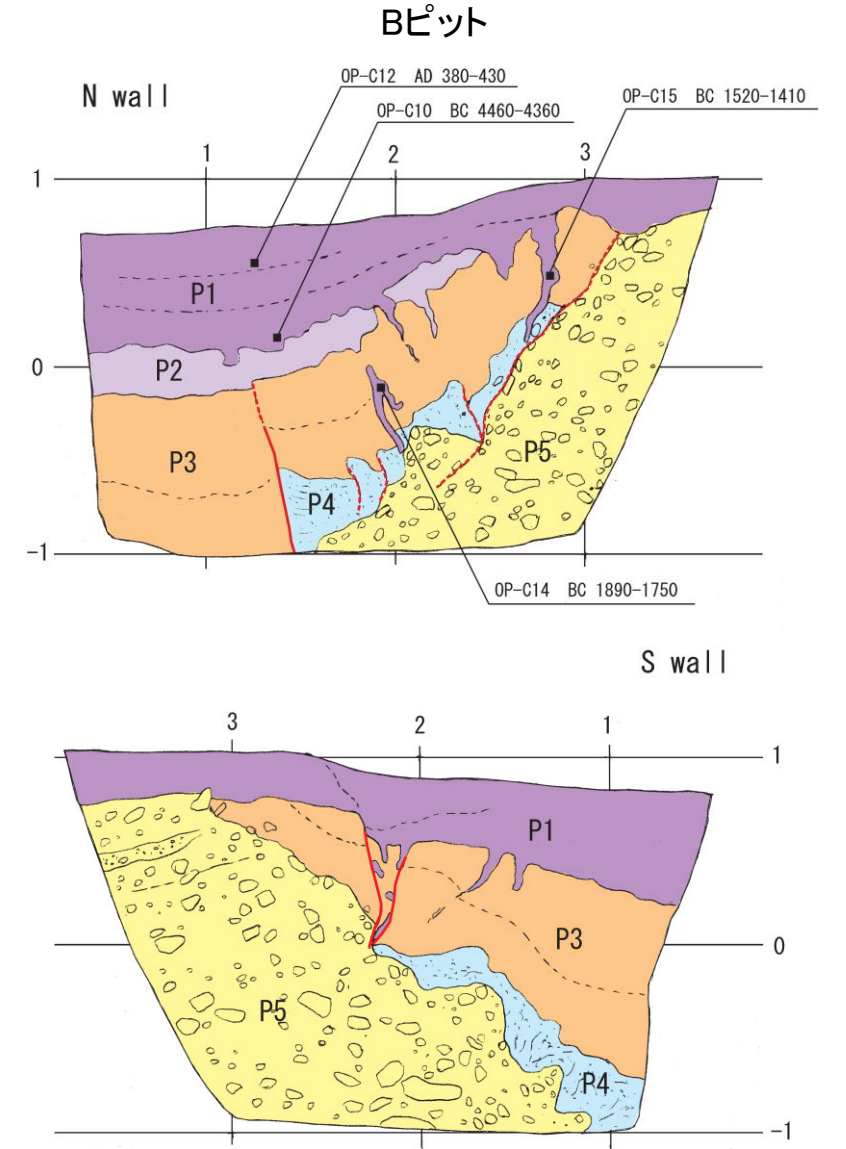 Bピット
N wall
OP-C12 AD 380-430
OP-C10 BC 4460-4360
OP-C15 BC 1520-1410
1 2 3
1
P1
0
P2
P3
P5
P4
-1
OP-C14 BC 1890-1750
S wall
3 2 1
1
P1
P3
0
P5
P4
-1